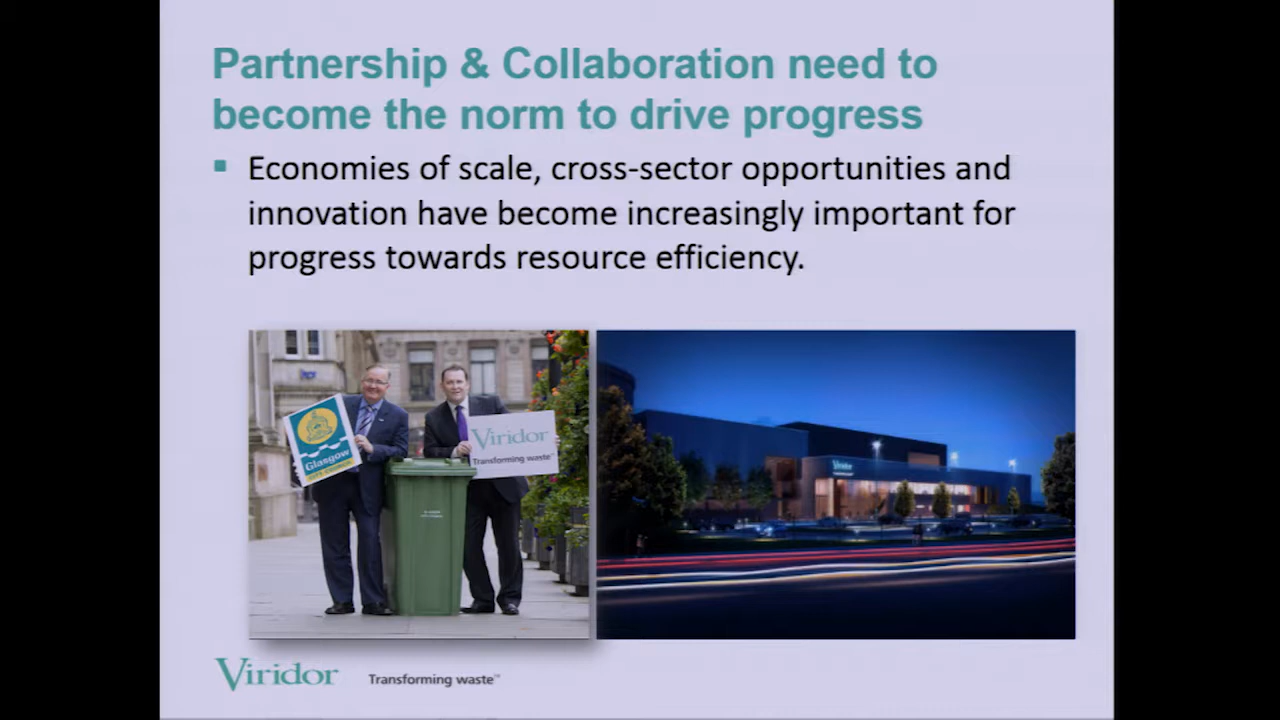 Partnership & Collaboration need to
become the norm to drive progress
Economies of scale, cross-sector opportunities and
innovation have become increasingly important for
progress towards resource efficiency.
Glasgow
Viridor
Transforming waste
Viridor
Viridor
Transforming waste™